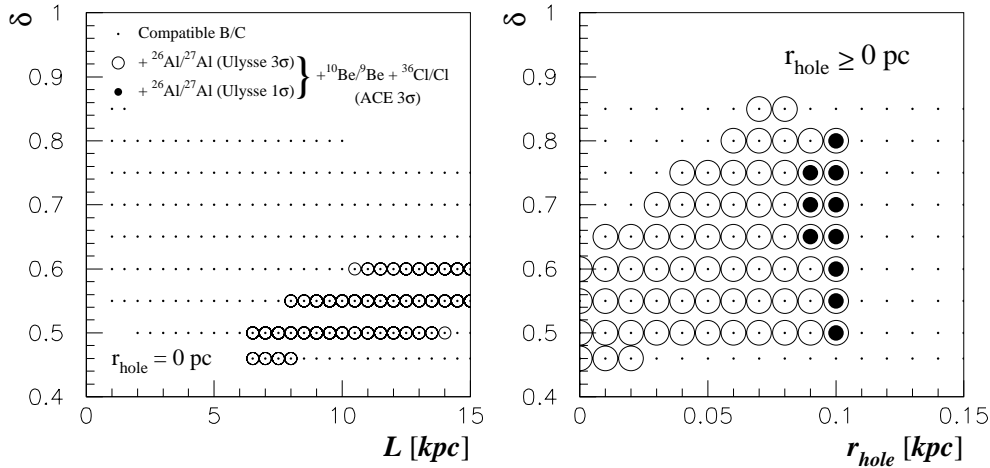 δ
1
0.9
0.8
0.7
0.6
0.5
0.4
Compatible B/C
+ ²⁶Al/²⁷Al (Ulysse 3σ)
+ ²⁶Al/²⁷Al (Ulysse 1σ)
} +¹⁰Be/⁹Be + ³⁶Cl/Cl
(ACE 3σ)
r_hole = 0 pc
0 5 10 15
L [kpc]
δ
1
0.9
0.8
0.7
0.6
0.5
0.4
r_hole ≥ 0 pc
0 0.05 0.1 0.15
r_hole [kpc]